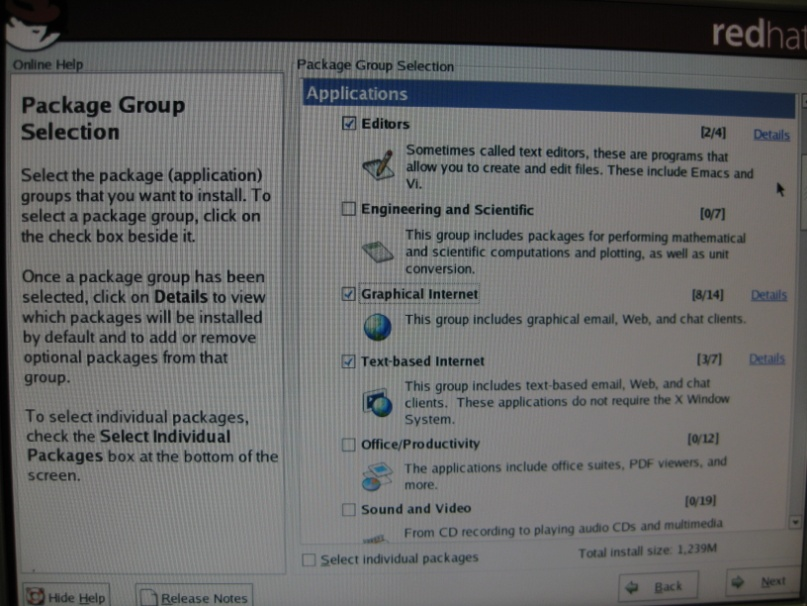 redhat
Online Help
Package Group
Selection
Select the package (application)
groups that you want to install. To
select a package group, click on
the check box beside it.
Once a package group has been
selected, click on Details to view
which packages will be installed
by default and to add or remove
optional packages from that
group.
To select individual packages,
check the Select Individual
Packages box at the bottom of the
screen.
Package Group Selection
Applications
Editors [2/4] Details
Sometimes called text editors, these are programs that
allow you to create and edit files. These include Emacs and
Vi.
Engineering and Scientific [0/7]
This group includes packages for performing mathematical
and scientific computations and plotting, as well as unit
conversion.
Graphical Internet [8/14] Details
This group includes graphical email, Web, and chat clients.
Text-based Internet [3/7] Details
This group includes text-based email, Web, and chat
clients. These applications do not require the X Window
System.
Office/Productivity [0/12]
The applications include office suites, PDF viewers, and
more.
Sound and Video [0/19]
From CD recording to playing audio CDs and multimedia
Select individual packages Total install size: 1,239M
Hide Help Release Notes Back Next